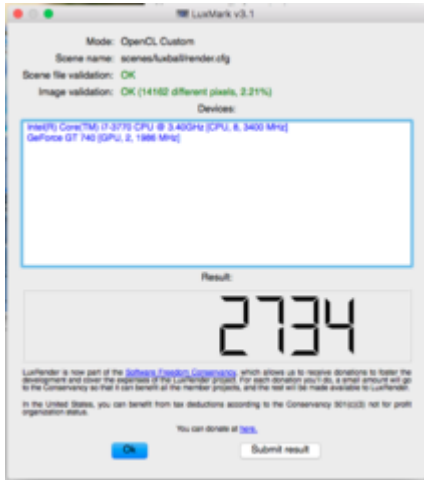 LuxMark v3.1
Mode: OpenCL Custom
Scene name: scenes/luxball/render.cfg
Scene file validation: OK
Image validation: OK (14162 different pixels, 2.21%)
Devices:
Intel(R) Core(TM) i7-3770 CPU @ 3.40GHz [CPU, 8, 3400 MHz]
GeForce GT 740 [GPU, 2, 1986 MHz]
Result:
2734
LuxRender is now part of the Software Freedom Conservancy, which allows us to receive donations to foster the
development and cover the expenses of the LuxRender project. For each donation you'll do, a small amount will go
to the Conservancy so that it can benefit all the member projects, and the rest will be made available to LuxRender.
In the United States, you can benefit from tax deductions according to the Conservancy 501(c)(3) not for profit
organization status.
You can donate at here.
Ok
Submit result